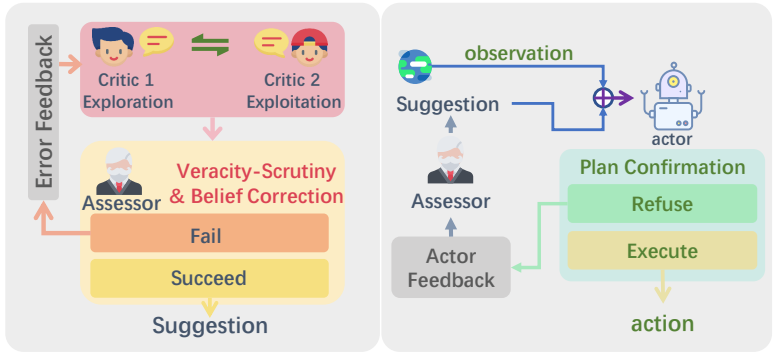 Error Feedback
Critic 1
Exploration
Critic 2
Exploitation
Veracity-Scrutiny
& Belief Correction
Assessor
Fail
Succeed
Suggestion
observation
Suggestion
actor
Assessor
Plan Confirmation
Refuse
Execute
Actor
Feedback
action